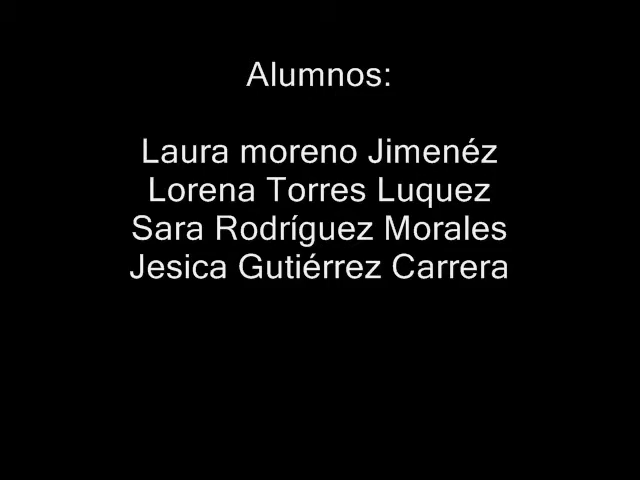 Alumnos:
Laura moreno Jimenéz
Lorena Torres Luquez
Sara Rodríguez Morales
Jesica Gutiérrez Carrera